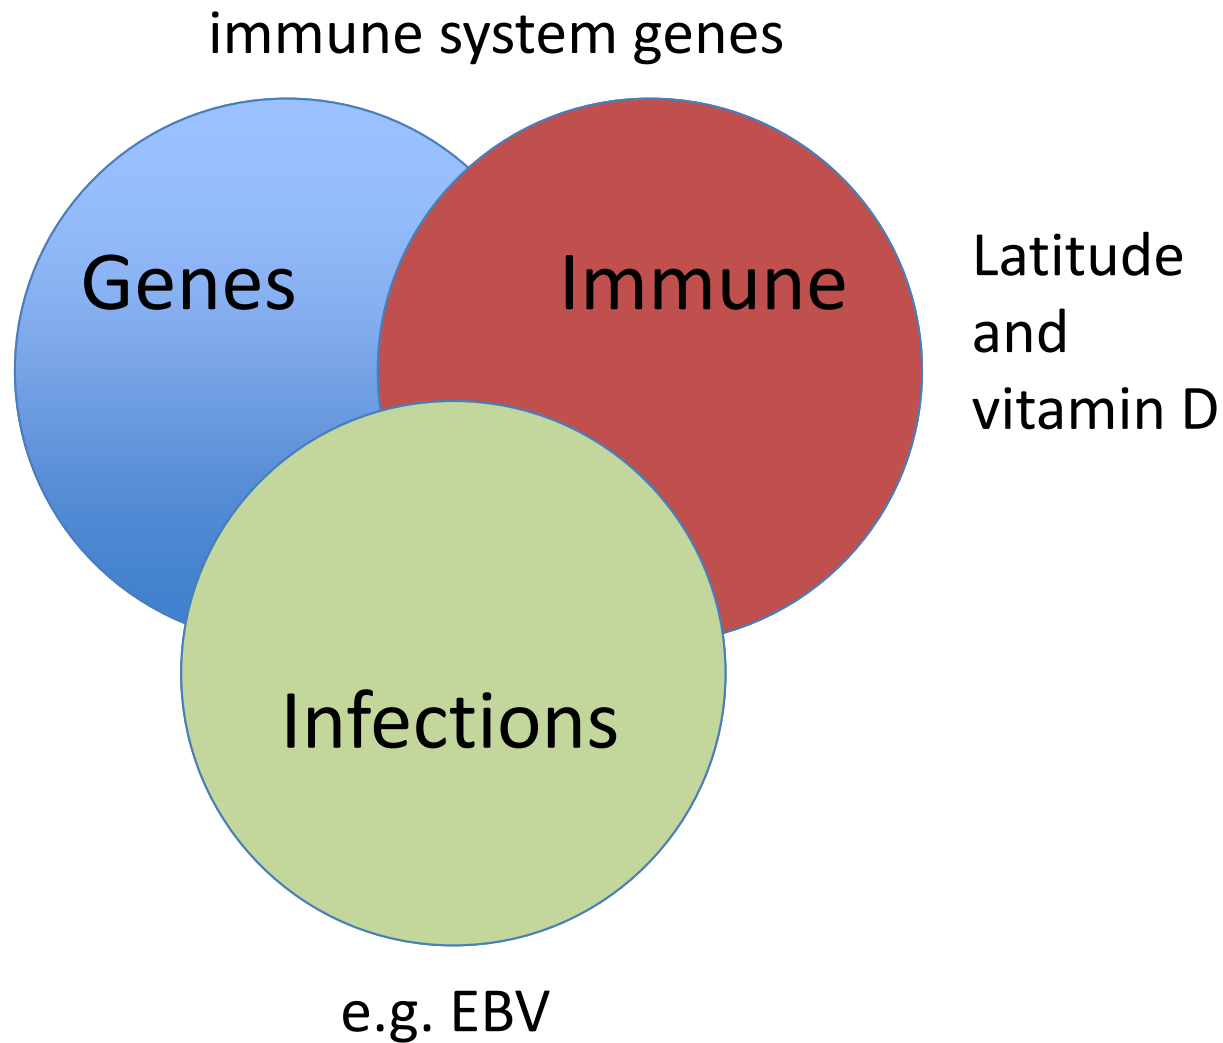 immune system genes
Genes
Immune
Latitude
and
vitamin D
Infections
e.g. EBV